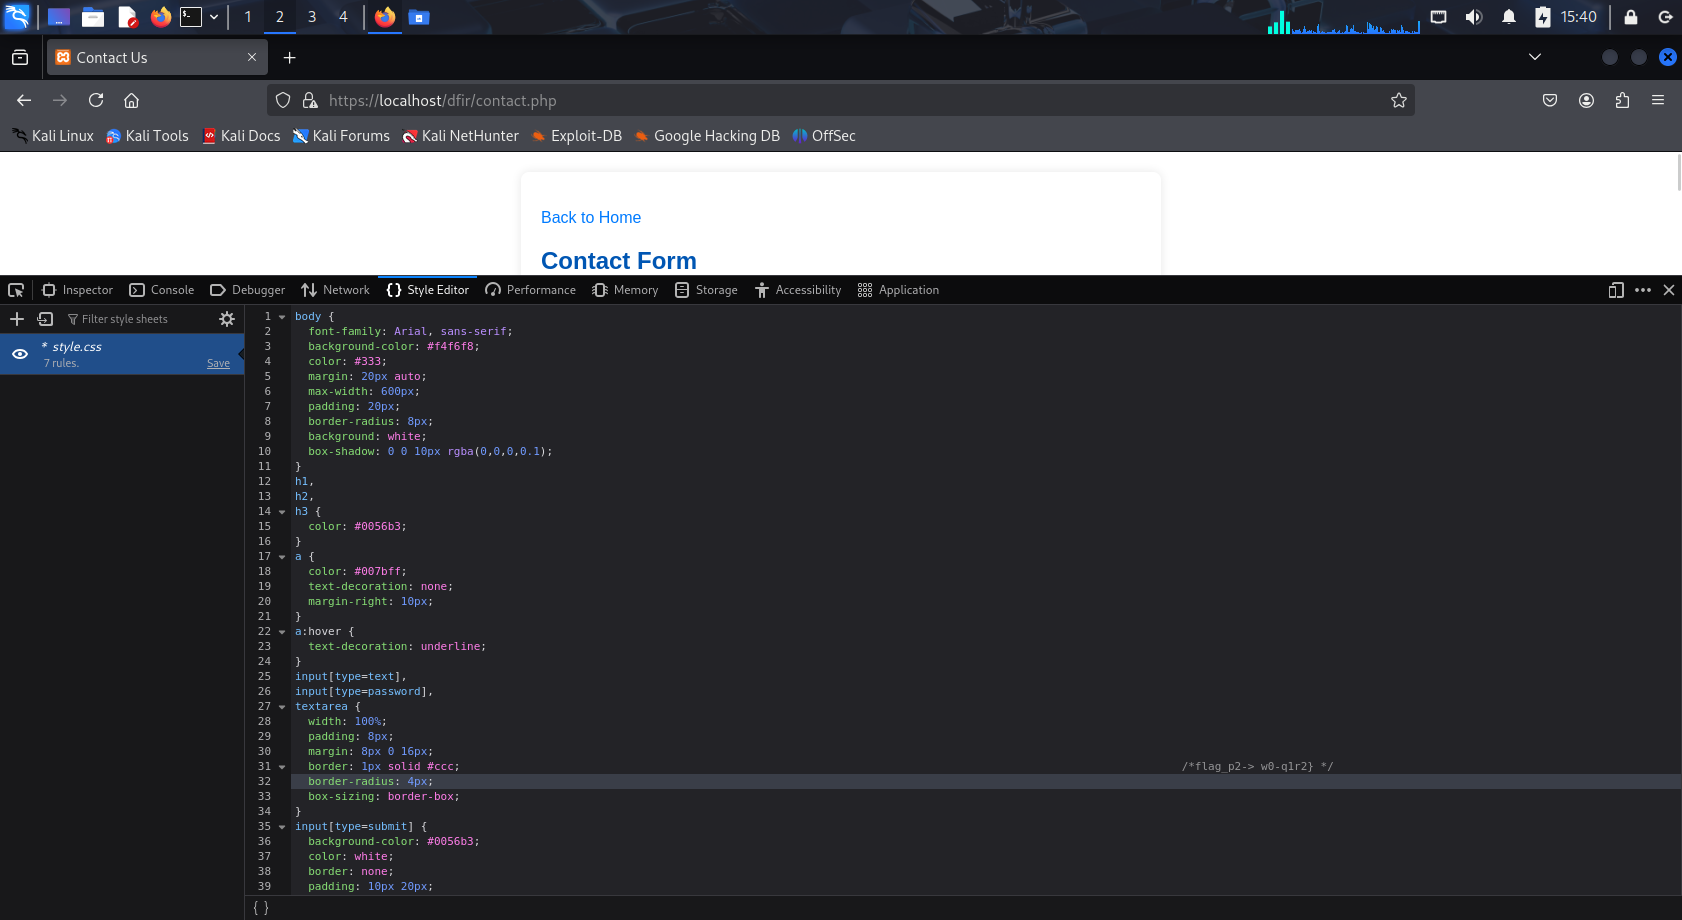 1 2 3 4 15:40
Contact Us
https://localhost/dfir/contact.php
Kali Linux Kali Tools Kali Docs Kali Forums Kali NetHunter Exploit-DB Google Hacking DB OffSec
Back to Home
Contact Form
Inspector Console Debugger Network Style Editor Performance Memory Storage Accessibility Application
Filter style sheets
* style.css
7 rules. Save
1 body {
2 font-family: Arial, sans-serif;
3 background-color: #f4f6f8;
4 color: #333;
5 margin: 20px auto;
6 max-width: 600px;
7 padding: 20px;
8 border-radius: 8px;
9 background: white;
10 box-shadow: 0 0 10px rgba(0,0,0,0.1);
11 }
12 h1,
13 h2,
14 h3 {
15 color: #0056b3;
16 }
17 a {
18 color: #007bff;
19 text-decoration: none;
20 margin-right: 10px;
21 }
22 a:hover {
23 text-decoration: underline;
24 }
25 input[type=text],
26 input[type=password],
27 textarea {
28 width: 100%;
29 padding: 8px;
30 margin: 8px 0 16px;
31 border: 1px solid #ccc; /*flag_p2-> w0-q1r2} */
32 border-radius: 4px;
33 box-sizing: border-box;
34 }
35 input[type=submit] {
36 background-color: #0056b3;
37 color: white;
38 border: none;
39 padding: 10px 20px;
{ }